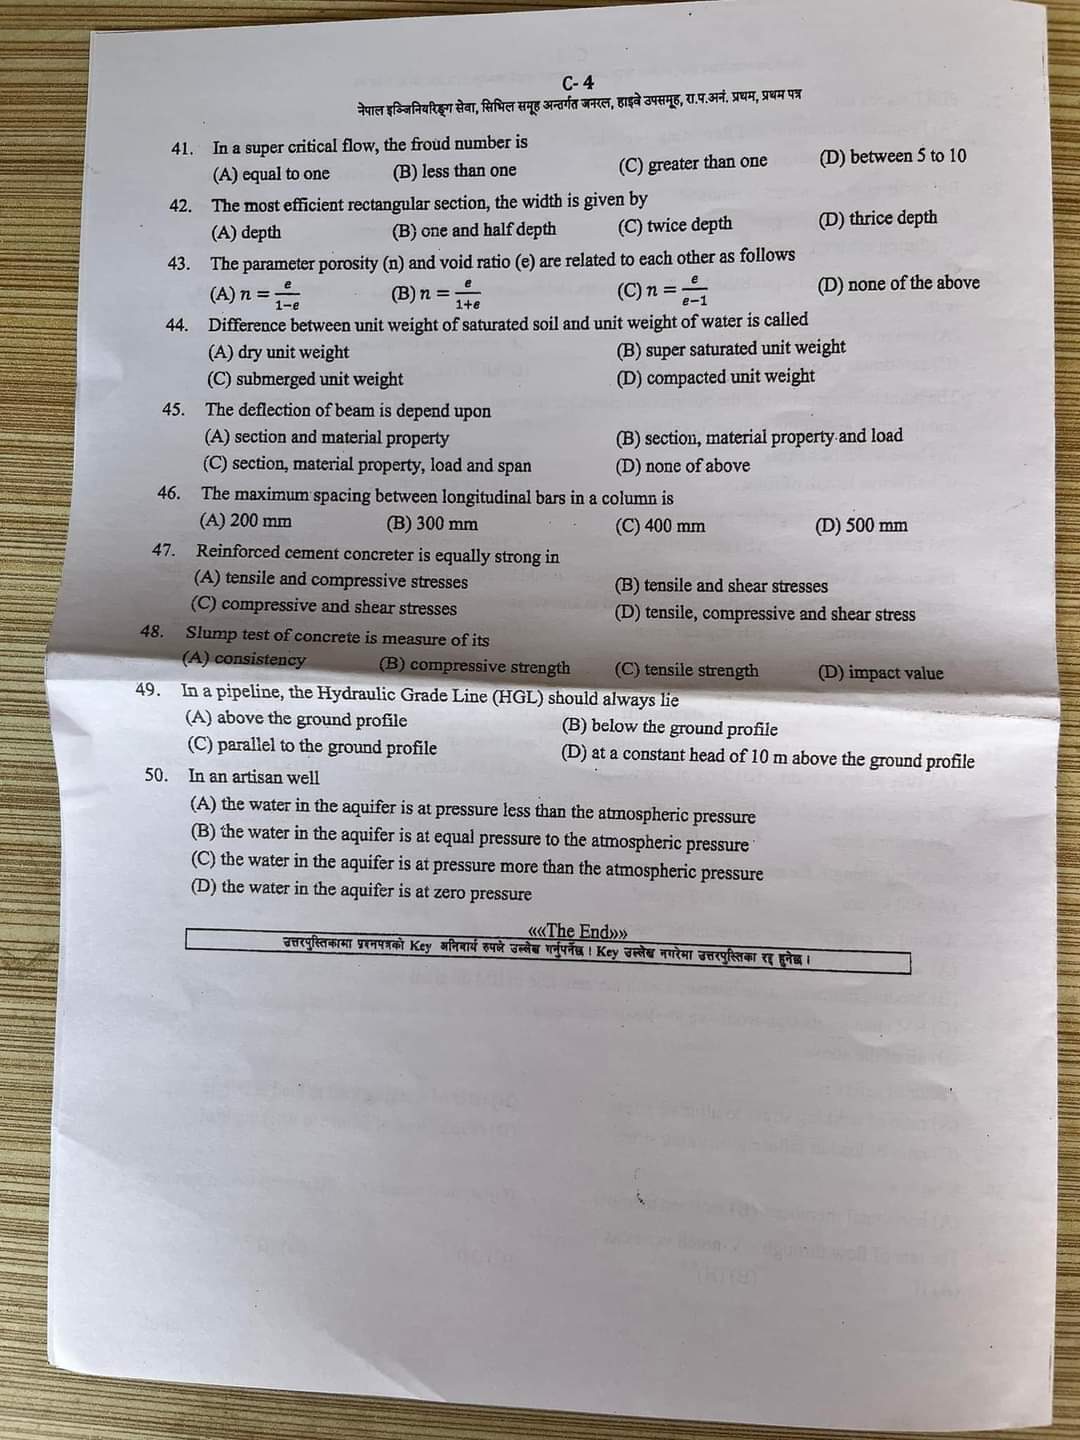 C- 4
नेपाल इञ्जिनियरिङ्ग सेवा, सिभिल समूह अन्तर्गत जनरल, हाइवे उपसमूह, रा.प.अनं. प्रथम, प्रथम पत्र
41. In a super critical flow, the froud number is
(A) equal to one (B) less than one (C) greater than one (D) between 5 to 10
42. The most efficient rectangular section, the width is given by
(A) depth (B) one and half depth (C) twice depth (D) thrice depth
43. The parameter porosity (n) and void ratio (e) are related to each other as follows
(A) n = e/(1−e) (B) n = e/(1+e) (C) n = e/(e−1) (D) none of the above
44. Difference between unit weight of saturated soil and unit weight of water is called
(A) dry unit weight (B) super saturated unit weight
(C) submerged unit weight (D) compacted unit weight
45. The deflection of beam is depend upon
(A) section and material property (B) section, material property and load
(C) section, material property, load and span (D) none of above
46. The maximum spacing between longitudinal bars in a column is
(A) 200 mm (B) 300 mm (C) 400 mm (D) 500 mm
47. Reinforced cement concreter is equally strong in
(A) tensile and compressive stresses (B) tensile and shear stresses
(C) compressive and shear stresses (D) tensile, compressive and shear stress
48. Slump test of concrete is measure of its
(A) consistency (B) compressive strength (C) tensile strength (D) impact value
49. In a pipeline, the Hydraulic Grade Line (HGL) should always lie
(A) above the ground profile (B) below the ground profile
(C) parallel to the ground profile (D) at a constant head of 10 m above the ground profile
50. In an artisan well
(A) the water in the aquifer is at pressure less than the atmospheric pressure
(B) the water in the aquifer is at equal pressure to the atmospheric pressure
(C) the water in the aquifer is at pressure more than the atmospheric pressure
(D) the water in the aquifer is at zero pressure
««The End»»
उत्तरपुस्तिकामा प्रश्नपत्रको Key अनिवार्य रुपले उल्लेख गर्नुपर्नेछ । Key उल्लेख नगरेमा उत्तरपुस्तिका रद्द हुनेछ ।